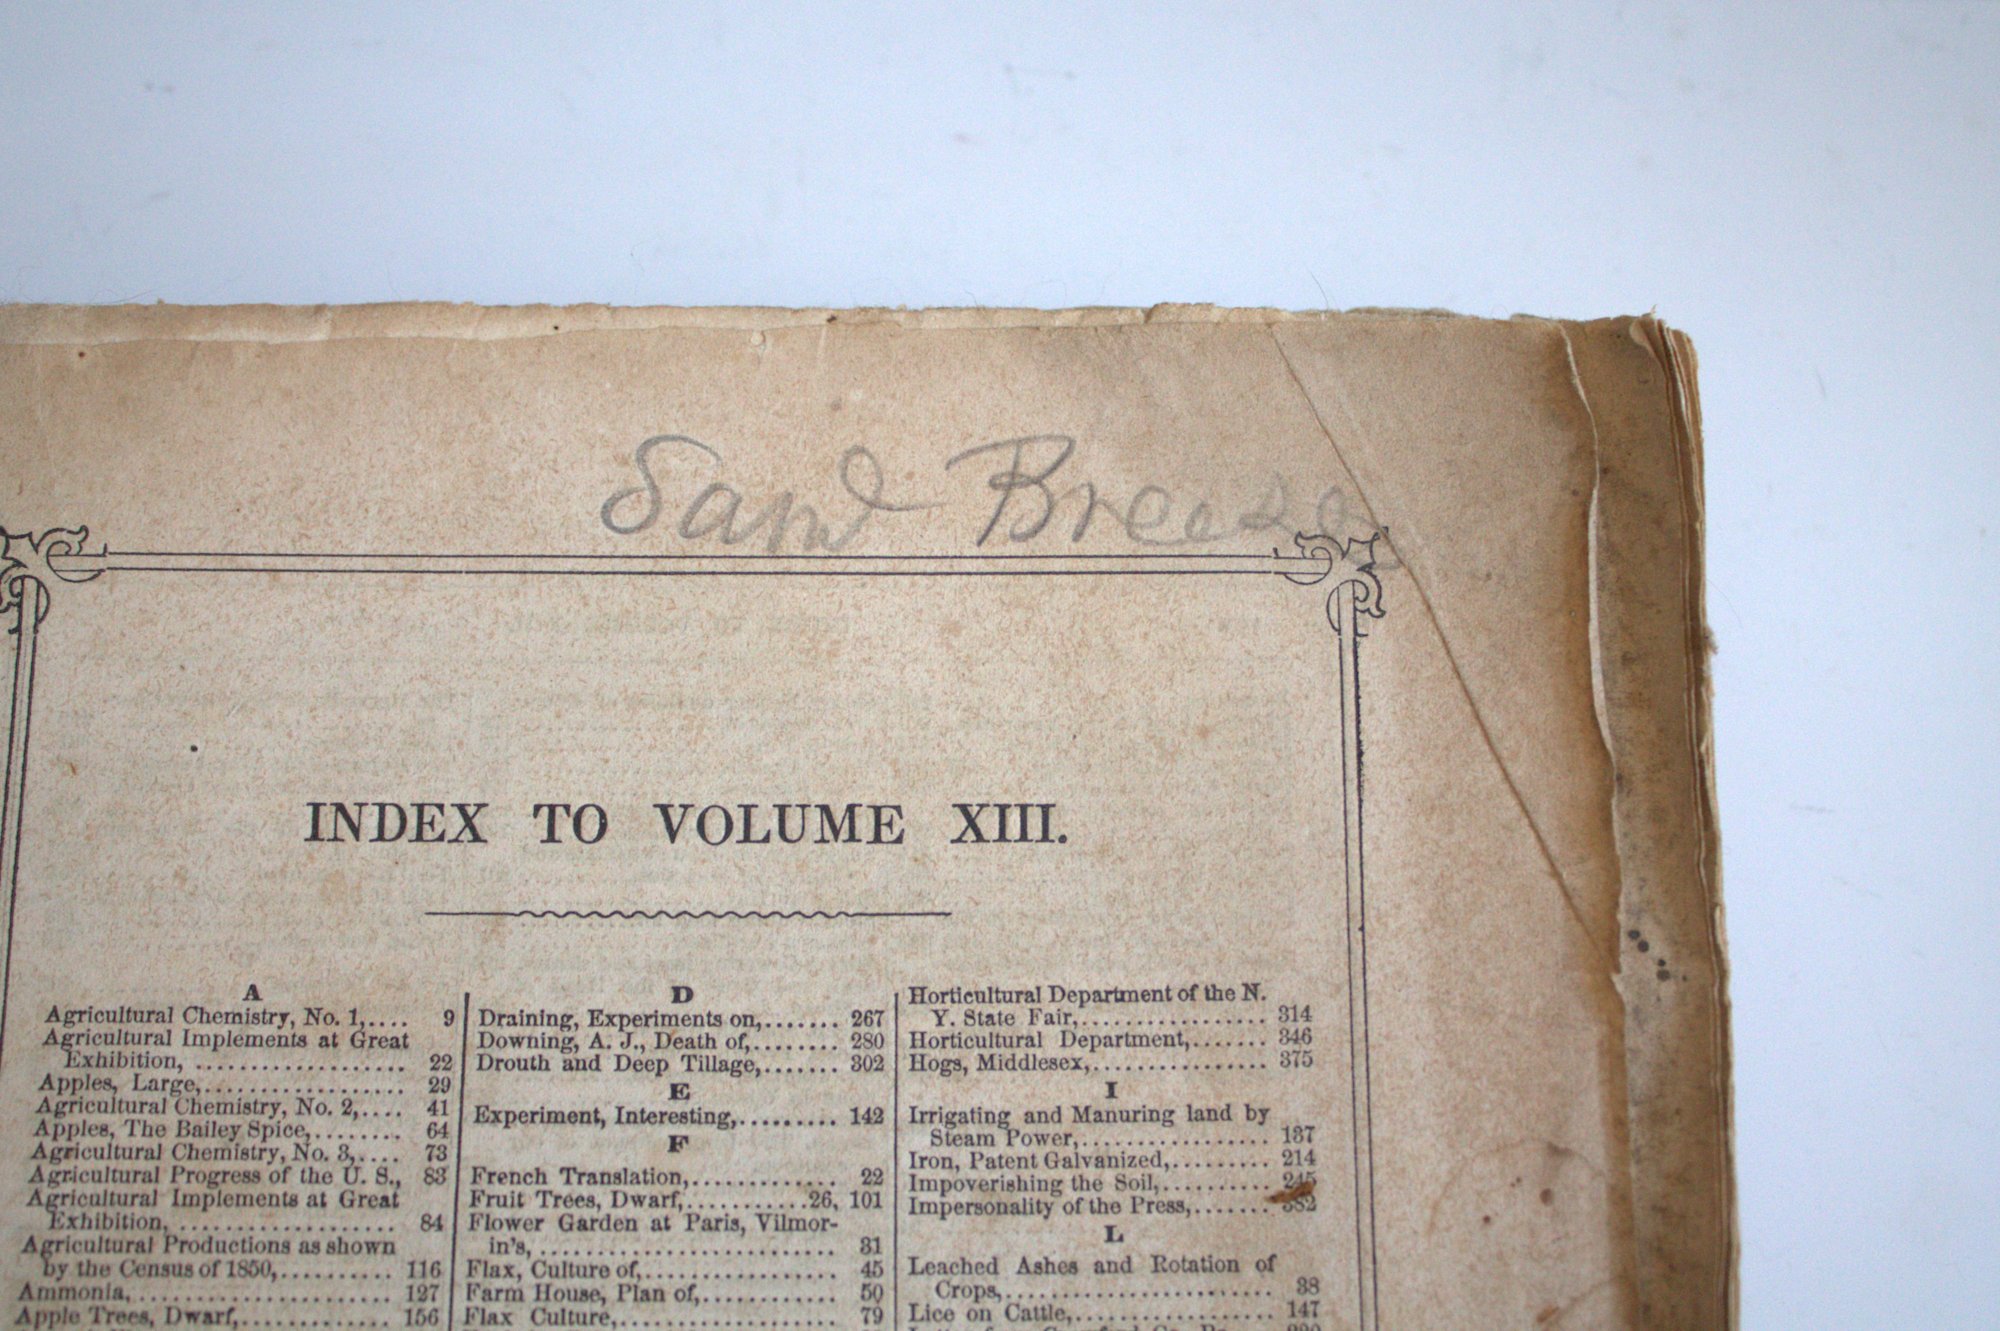 Saml Breese
INDEX TO VOLUME XIII.
A
Agricultural Chemistry, No. 1,.... 9
Agricultural Implements at Great
Exhibition, .................. 22
Apples, Large,.................. 29
Agricultural Chemistry, No. 2,.... 41
Apples, The Bailey Spice,........ 64
Agricultural Chemistry, No. 3,.... 73
Agricultural Progress of the U. S., 83
Agricultural Implements at Great
Exhibition, ................... 84
Agricultural Productions as shown
by the Census of 1850,.......... 116
Ammonia,...................... 127
Apple Trees, Dwarf,............. 156
D
Draining, Experiments on,....... 267
Downing, A. J., Death of,........ 280
Drouth and Deep Tillage,....... 302
E
Experiment, Interesting,......... 142
F
French Translation,............. 22
Fruit Trees, Dwarf,...........26, 101
Flower Garden at Paris, Vilmor-
in's, .......................... 31
Flax, Culture of,................. 45
Farm House, Plan of,............ 50
Flax Culture,................... 79
Horticultural Department of the N.
Y. State Fair,................. 314
Horticultural Department,....... 346
Hogs, Middlesex,................ 375
I
Irrigating and Manuring land by
Steam Power,................. 187
Iron, Patent Galvanized,......... 214
Impoverishing the Soil,.......... 245
Impersonality of the Press,....... 382
L
Leached Ashes and Rotation of
Crops,........................ 38
Lice on Cattle,.................. 147